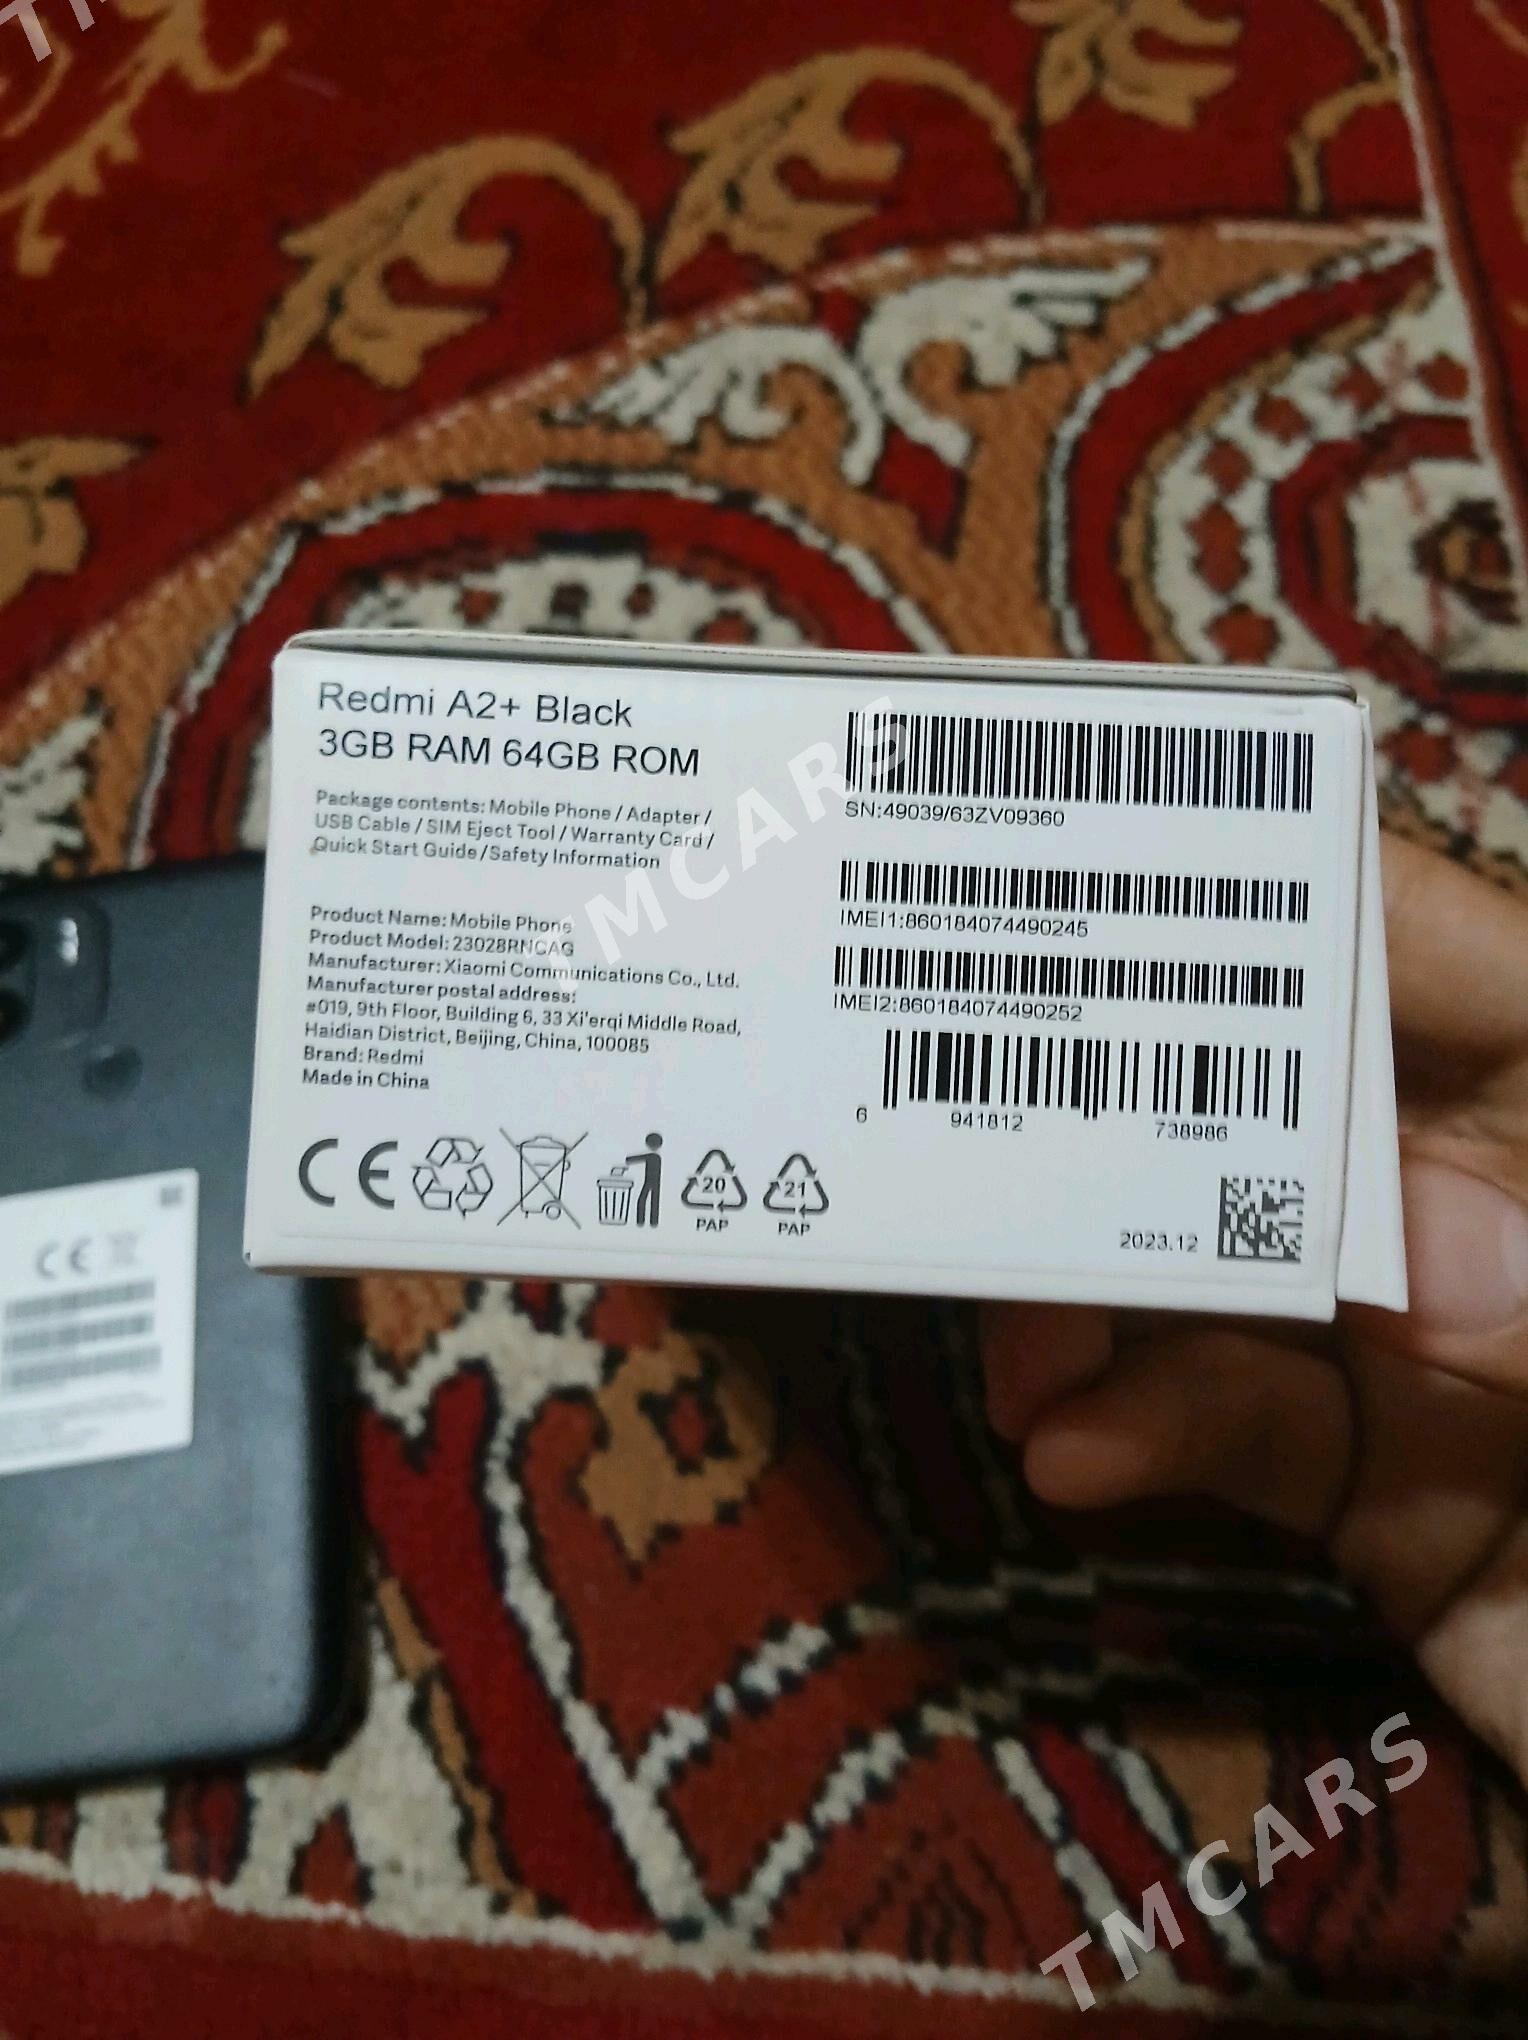 Redmi A2+ Black
3GB RAM 64GB ROM
Package contents: Mobile Phone / Adapter /
USB Cable / SIM Eject Tool / Warranty Card /
Quick Start Guide/Safety Information
Product Name: Mobile Phone
Product Model: 23028RNCAG
Manufacturer: Xiaomi Communications Co., Ltd.
Manufacturer postal address:
#019, 9th Floor, Building 6, 33 Xi'erqi Middle Road,
Haidian District, Beijing, China, 100085
Brand: Redmi
Made in China
CE
20
PAP
21
PAP
SN:49039/63ZV09360
IMEI1:860184074490245
IMEI2:860184074490252
6 941812 738986
2023.12
CE
TMCARS
TMCARS